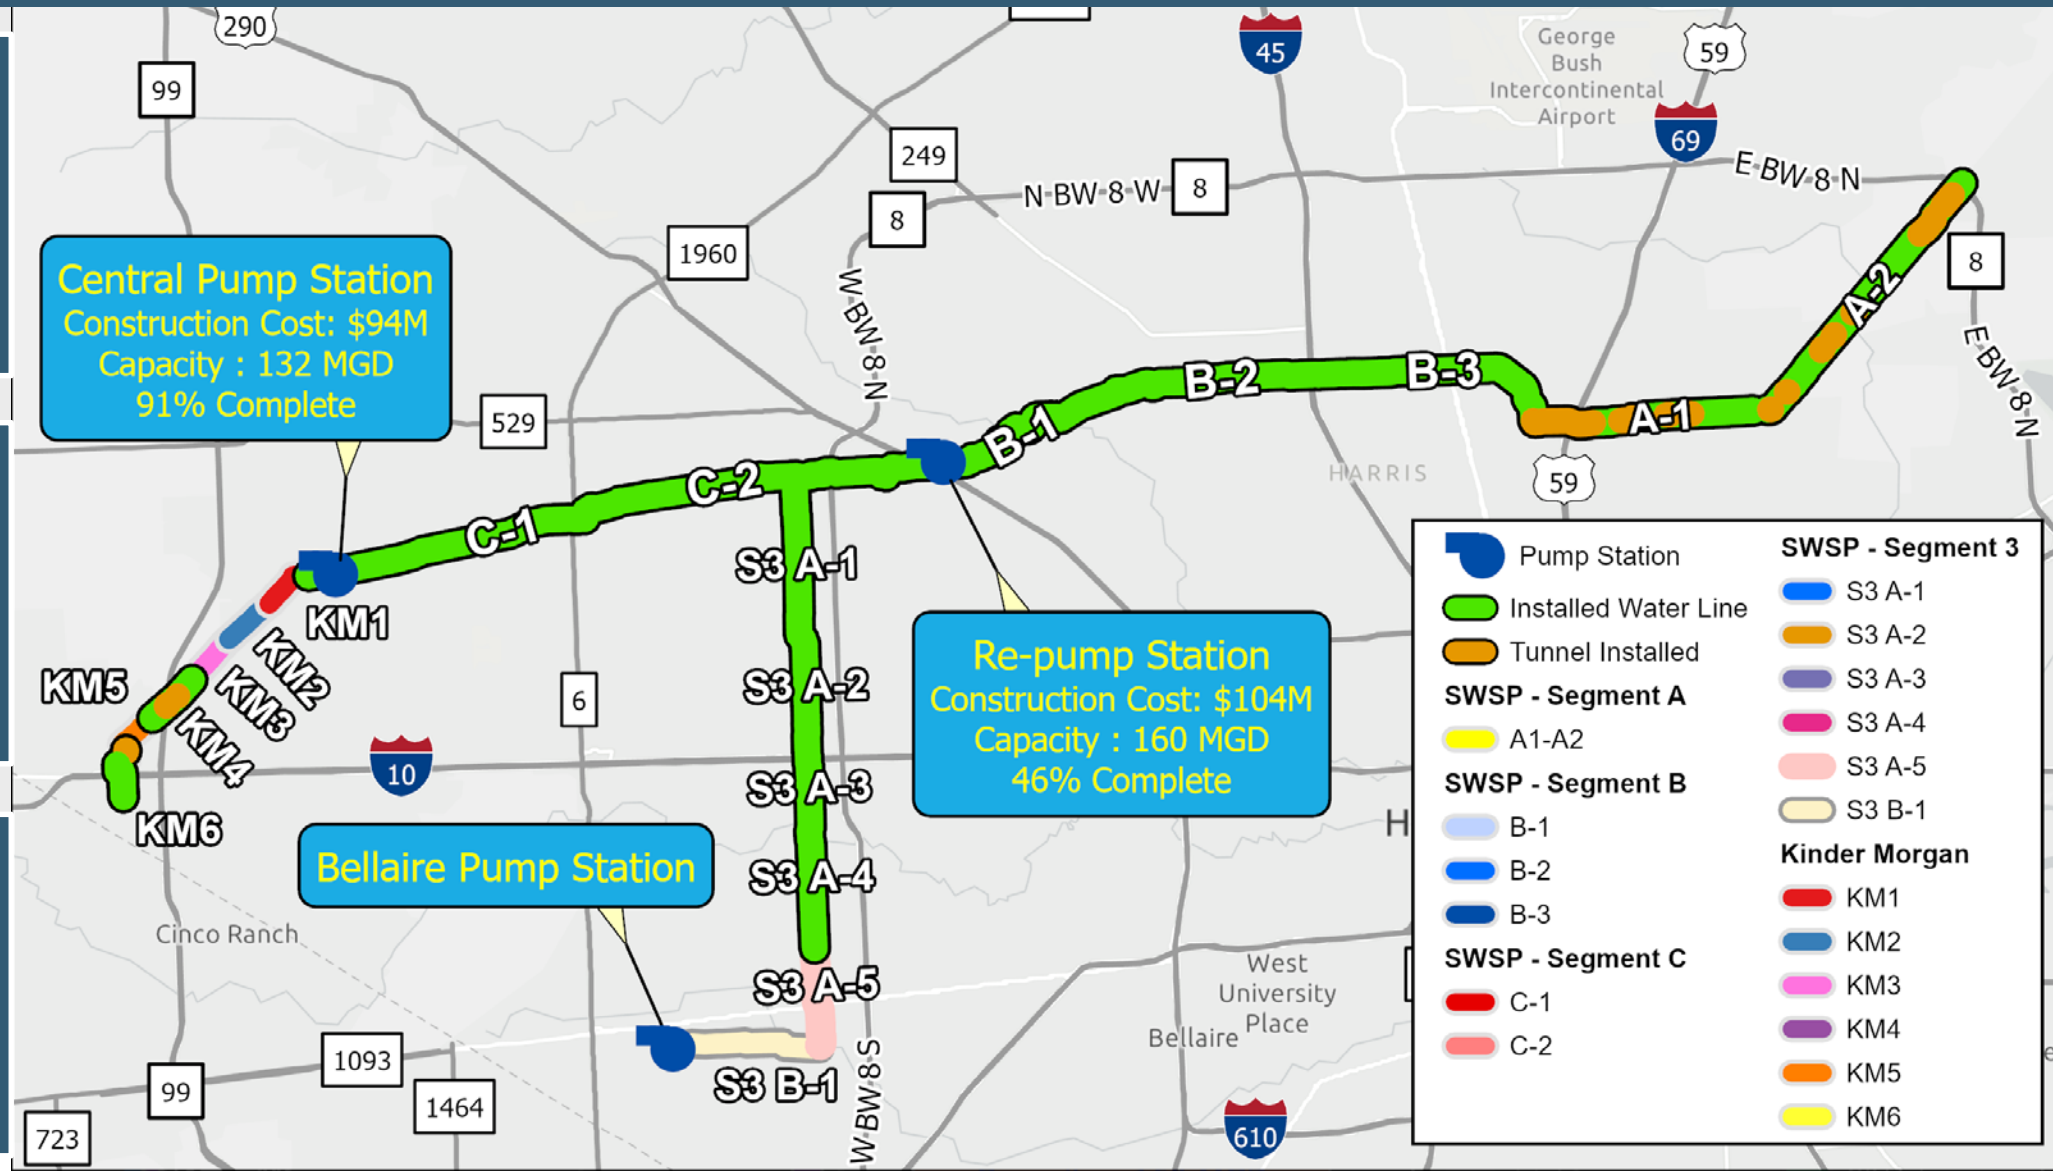 290
99
45
George
Bush
Intercontinental
Airport
59
69
249
E BW 8 N
N BW 8 W
8
8
8
1960
W BW 8 N
E BW 8 N
Central Pump Station
Construction Cost: $94M
Capacity : 132 MGD
91% Complete
A-2
B-2
B-3
A-1
B-1
529
HARRIS
59
C-2
C-1
KM1
KM2
KM3
KM4
KM5
KM6
S3 A-1
S3 A-2
S3 A-3
S3 A-4
S3 A-5
S3 B-1
6
10
Re-pump Station
Construction Cost: $104M
Capacity : 160 MGD
46% Complete
Bellaire Pump Station
H
Cinco Ranch
West
University
Place
Bellaire
W BW 8 S
1093
99
1464
723
610
Pump Station
Installed Water Line
Tunnel Installed
SWSP - Segment A
A1-A2
SWSP - Segment B
B-1
B-2
B-3
SWSP - Segment C
C-1
C-2
SWSP - Segment 3
S3 A-1
S3 A-2
S3 A-3
S3 A-4
S3 A-5
S3 B-1
Kinder Morgan
KM1
KM2
KM3
KM4
KM5
KM6